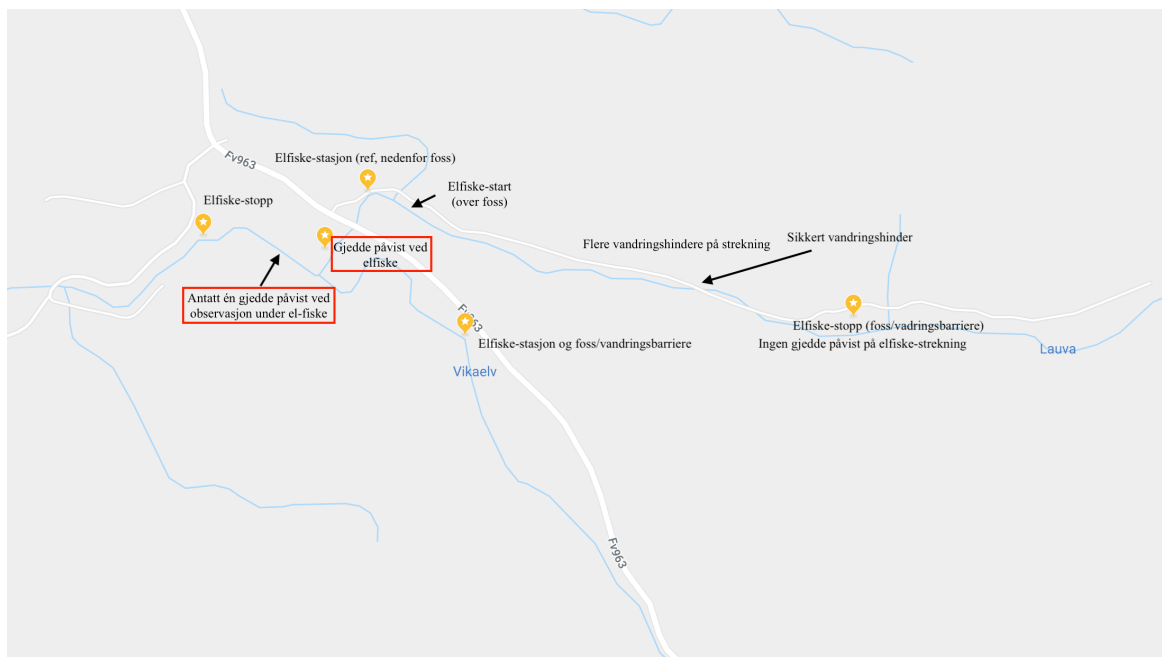 Fv963
Elfiske-stasjon (ref, nedenfor foss)
Elfiske-start
(over foss)
Elfiske-stopp
Flere vandringshindere på strekning
Sikkert vandringshinder
Gjedde påvist ved
elfiske
Antatt én gjedde påvist ved
observasjon under el-fiske
Fv963
Elfiske-stasjon og foss/vandringsbarriere
Elfiske-stopp (foss/vadringsbarriere)
Ingen gjedde påvist på elfiske-strekning
Lauva
Vikaelv
Fv963